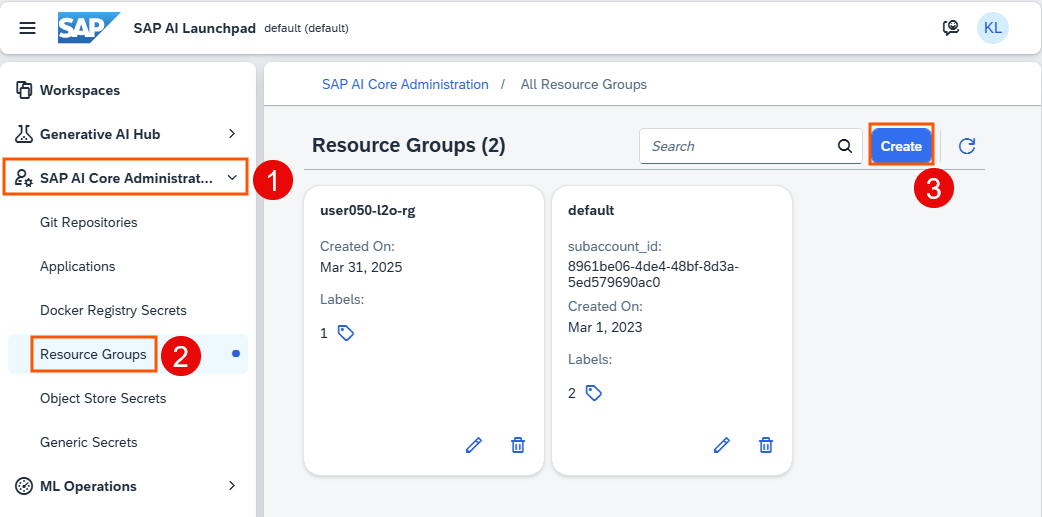 SAP SAP AI Launchpad default (default) KL
Workspaces
Generative AI Hub
SAP AI Core Administrat... 1
Git Repositories
Applications
Docker Registry Secrets
Resource Groups 2
Object Store Secrets
Generic Secrets
ML Operations
SAP AI Core Administration / All Resource Groups
Resource Groups (2) Search Create
3
user050-l2o-rg
Created On:
Mar 31, 2025
Labels:
1
default
subaccount_id:
8961be06-4de4-48bf-8d3a-
5ed579690ac0
Created On:
Mar 1, 2023
Labels:
2